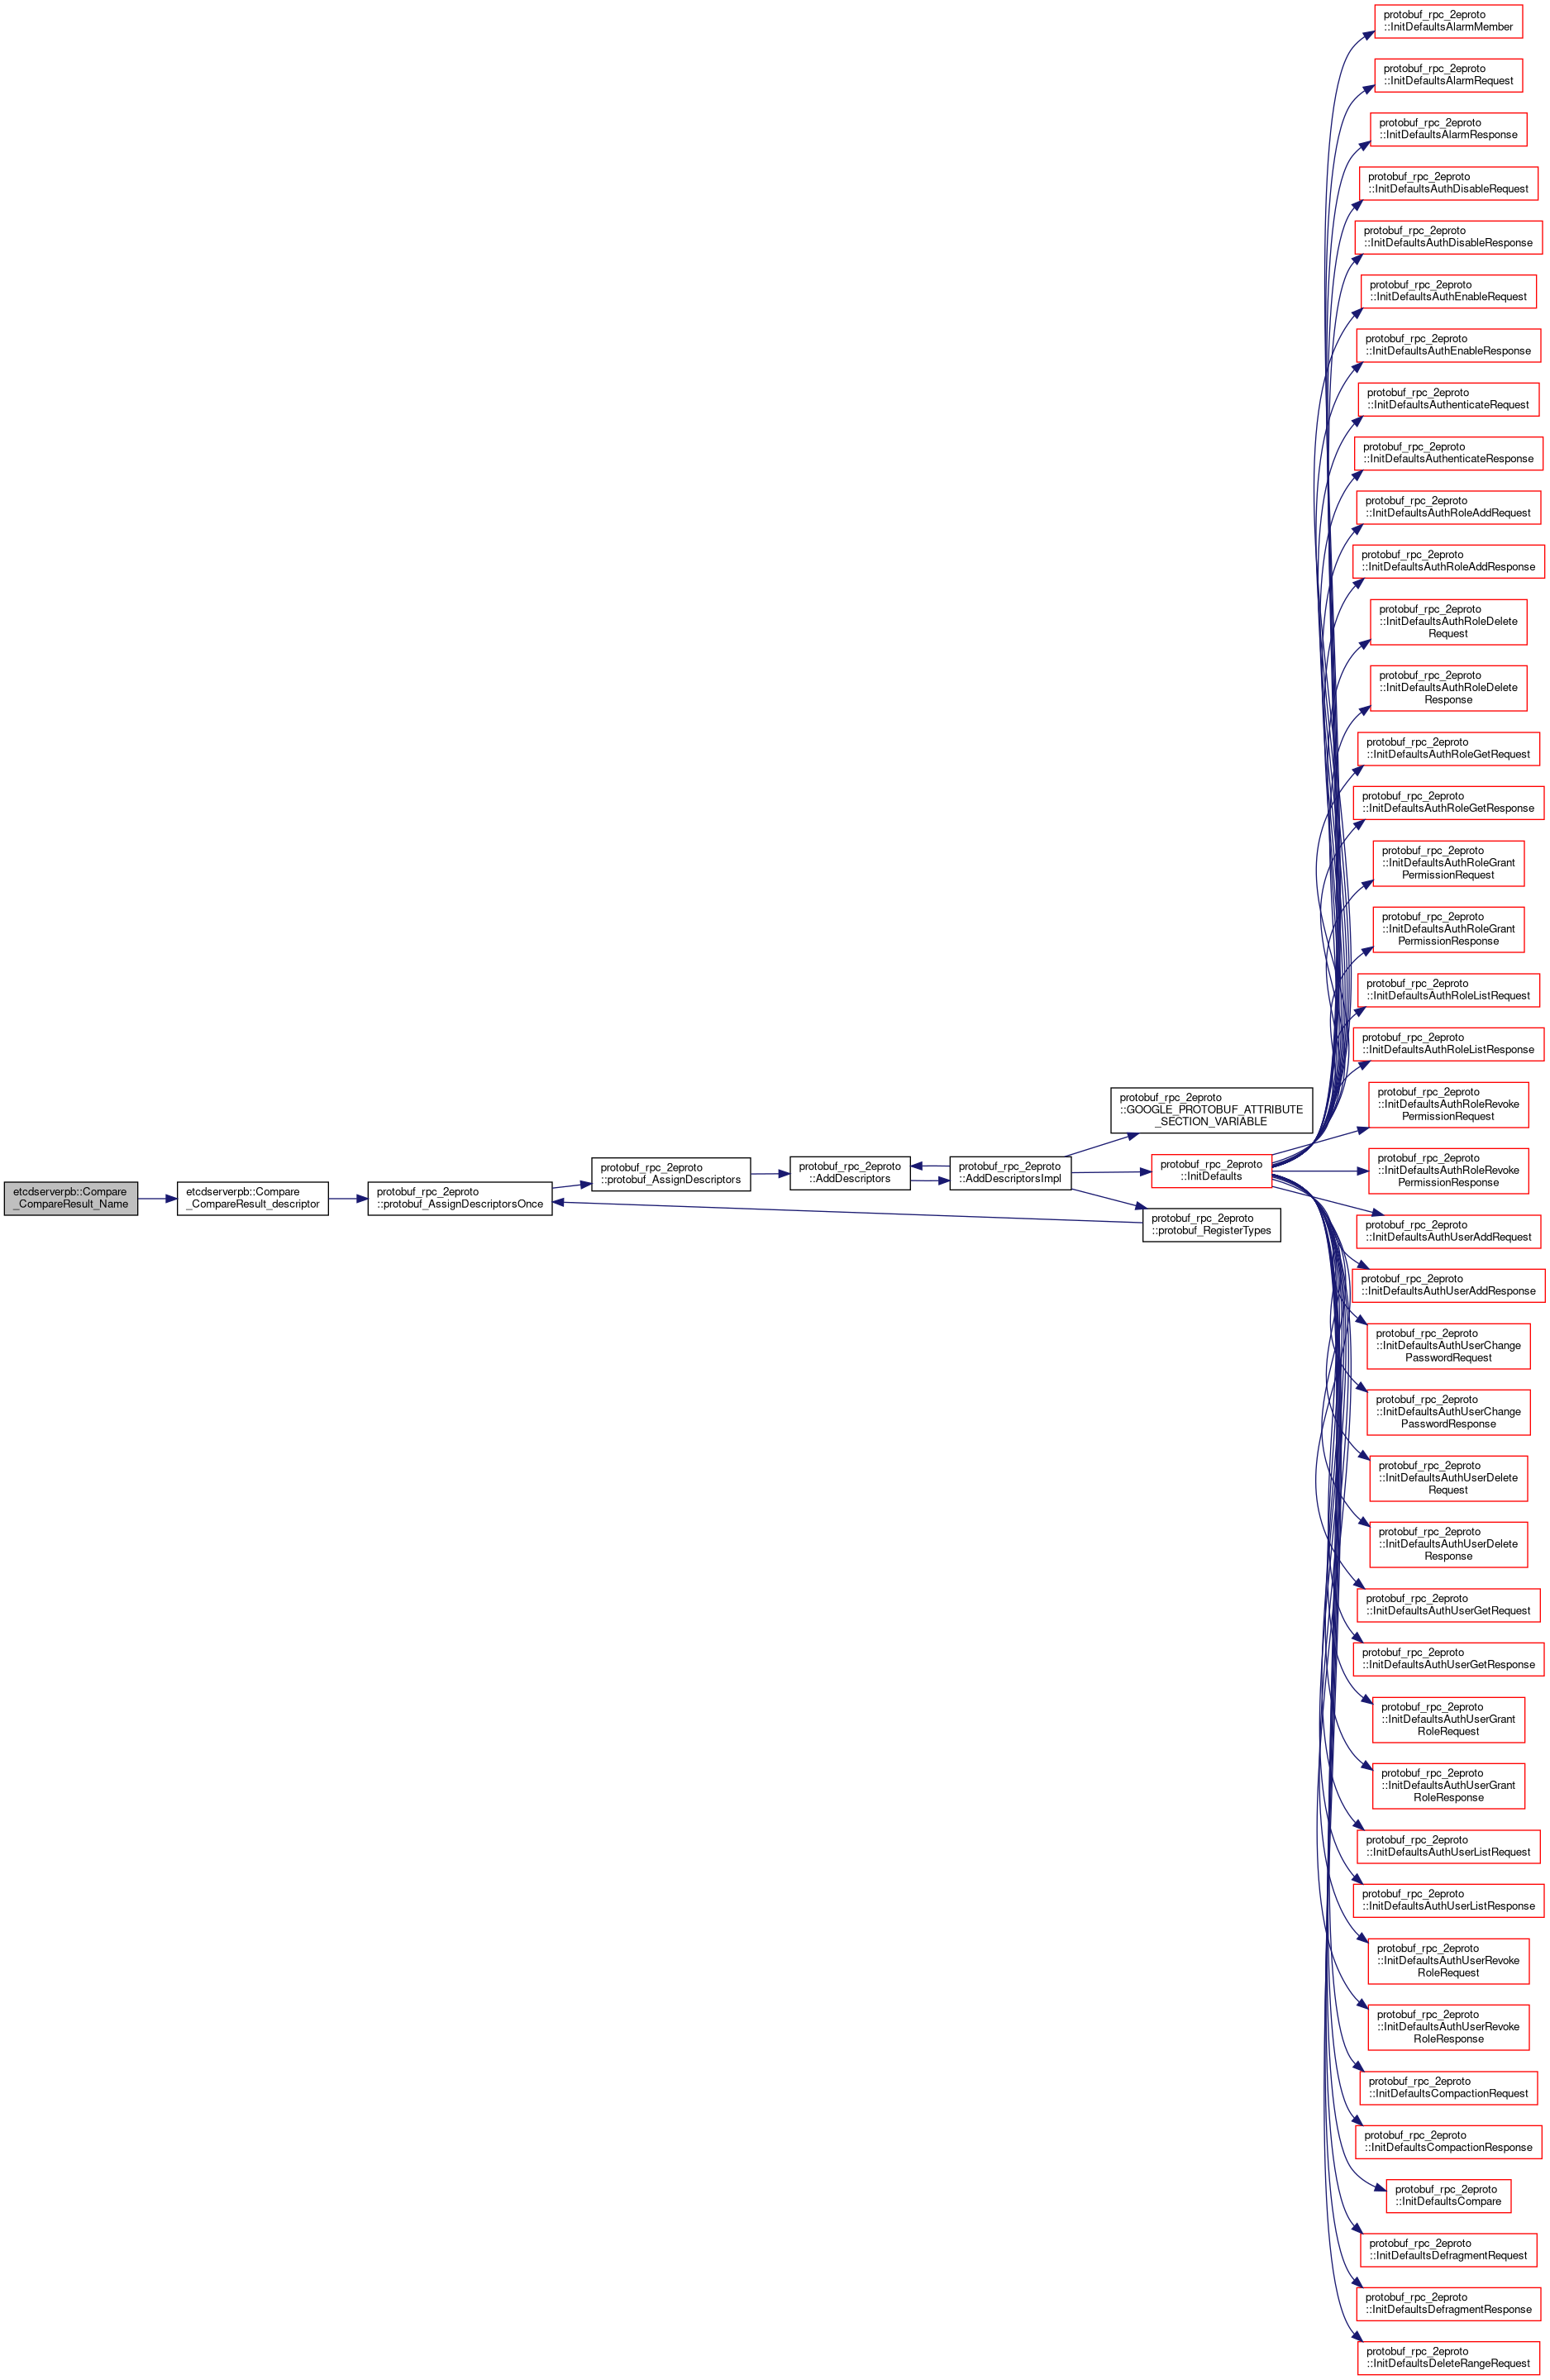 protobuf_rpc_2eproto
::InitDefaultsAlarmMember
protobuf_rpc_2eproto
::InitDefaultsAlarmRequest
protobuf_rpc_2eproto
::InitDefaultsAlarmResponse
protobuf_rpc_2eproto
::InitDefaultsAuthDisableRequest
protobuf_rpc_2eproto
::InitDefaultsAuthDisableResponse
protobuf_rpc_2eproto
::InitDefaultsAuthEnableRequest
protobuf_rpc_2eproto
::InitDefaultsAuthEnableResponse
protobuf_rpc_2eproto
::InitDefaultsAuthenticateRequest
protobuf_rpc_2eproto
::InitDefaultsAuthenticateResponse
protobuf_rpc_2eproto
::InitDefaultsAuthRoleAddRequest
protobuf_rpc_2eproto
::InitDefaultsAuthRoleAddResponse
protobuf_rpc_2eproto
::InitDefaultsAuthRoleDelete
Request
protobuf_rpc_2eproto
::InitDefaultsAuthRoleDelete
Response
protobuf_rpc_2eproto
::InitDefaultsAuthRoleGetRequest
protobuf_rpc_2eproto
::InitDefaultsAuthRoleGetResponse
protobuf_rpc_2eproto
::InitDefaultsAuthRoleGrant
PermissionRequest
protobuf_rpc_2eproto
::InitDefaultsAuthRoleGrant
PermissionResponse
protobuf_rpc_2eproto
::InitDefaultsAuthRoleListRequest
protobuf_rpc_2eproto
::InitDefaultsAuthRoleListResponse
etcdserverpb::Compare
_CompareResult_Name
etcdserverpb::Compare
_CompareResult_descriptor
protobuf_rpc_2eproto
::protobuf_AssignDescriptorsOnce
protobuf_rpc_2eproto
::protobuf_AssignDescriptors
protobuf_rpc_2eproto
::AddDescriptors
protobuf_rpc_2eproto
::AddDescriptorsImpl
protobuf_rpc_2eproto
::GOOGLE_PROTOBUF_ATTRIBUTE
_SECTION_VARIABLE
protobuf_rpc_2eproto
::InitDefaults
protobuf_rpc_2eproto
::protobuf_RegisterTypes
protobuf_rpc_2eproto
::InitDefaultsAuthRoleRevoke
PermissionRequest
protobuf_rpc_2eproto
::InitDefaultsAuthRoleRevoke
PermissionResponse
protobuf_rpc_2eproto
::InitDefaultsAuthUserAddRequest
protobuf_rpc_2eproto
::InitDefaultsAuthUserAddResponse
protobuf_rpc_2eproto
::InitDefaultsAuthUserChange
PasswordRequest
protobuf_rpc_2eproto
::InitDefaultsAuthUserChange
PasswordResponse
protobuf_rpc_2eproto
::InitDefaultsAuthUserDelete
Request
protobuf_rpc_2eproto
::InitDefaultsAuthUserDelete
Response
protobuf_rpc_2eproto
::InitDefaultsAuthUserGetRequest
protobuf_rpc_2eproto
::InitDefaultsAuthUserGetResponse
protobuf_rpc_2eproto
::InitDefaultsAuthUserGrant
RoleRequest
protobuf_rpc_2eproto
::InitDefaultsAuthUserGrant
RoleResponse
protobuf_rpc_2eproto
::InitDefaultsAuthUserListRequest
protobuf_rpc_2eproto
::InitDefaultsAuthUserListResponse
protobuf_rpc_2eproto
::InitDefaultsAuthUserRevoke
RoleRequest
protobuf_rpc_2eproto
::InitDefaultsAuthUserRevoke
RoleResponse
protobuf_rpc_2eproto
::InitDefaultsCompactionRequest
protobuf_rpc_2eproto
::InitDefaultsCompactionResponse
protobuf_rpc_2eproto
::InitDefaultsCompare
protobuf_rpc_2eproto
::InitDefaultsDefragmentRequest
protobuf_rpc_2eproto
::InitDefaultsDefragmentResponse
protobuf_rpc_2eproto
::InitDefaultsDeleteRangeRequest